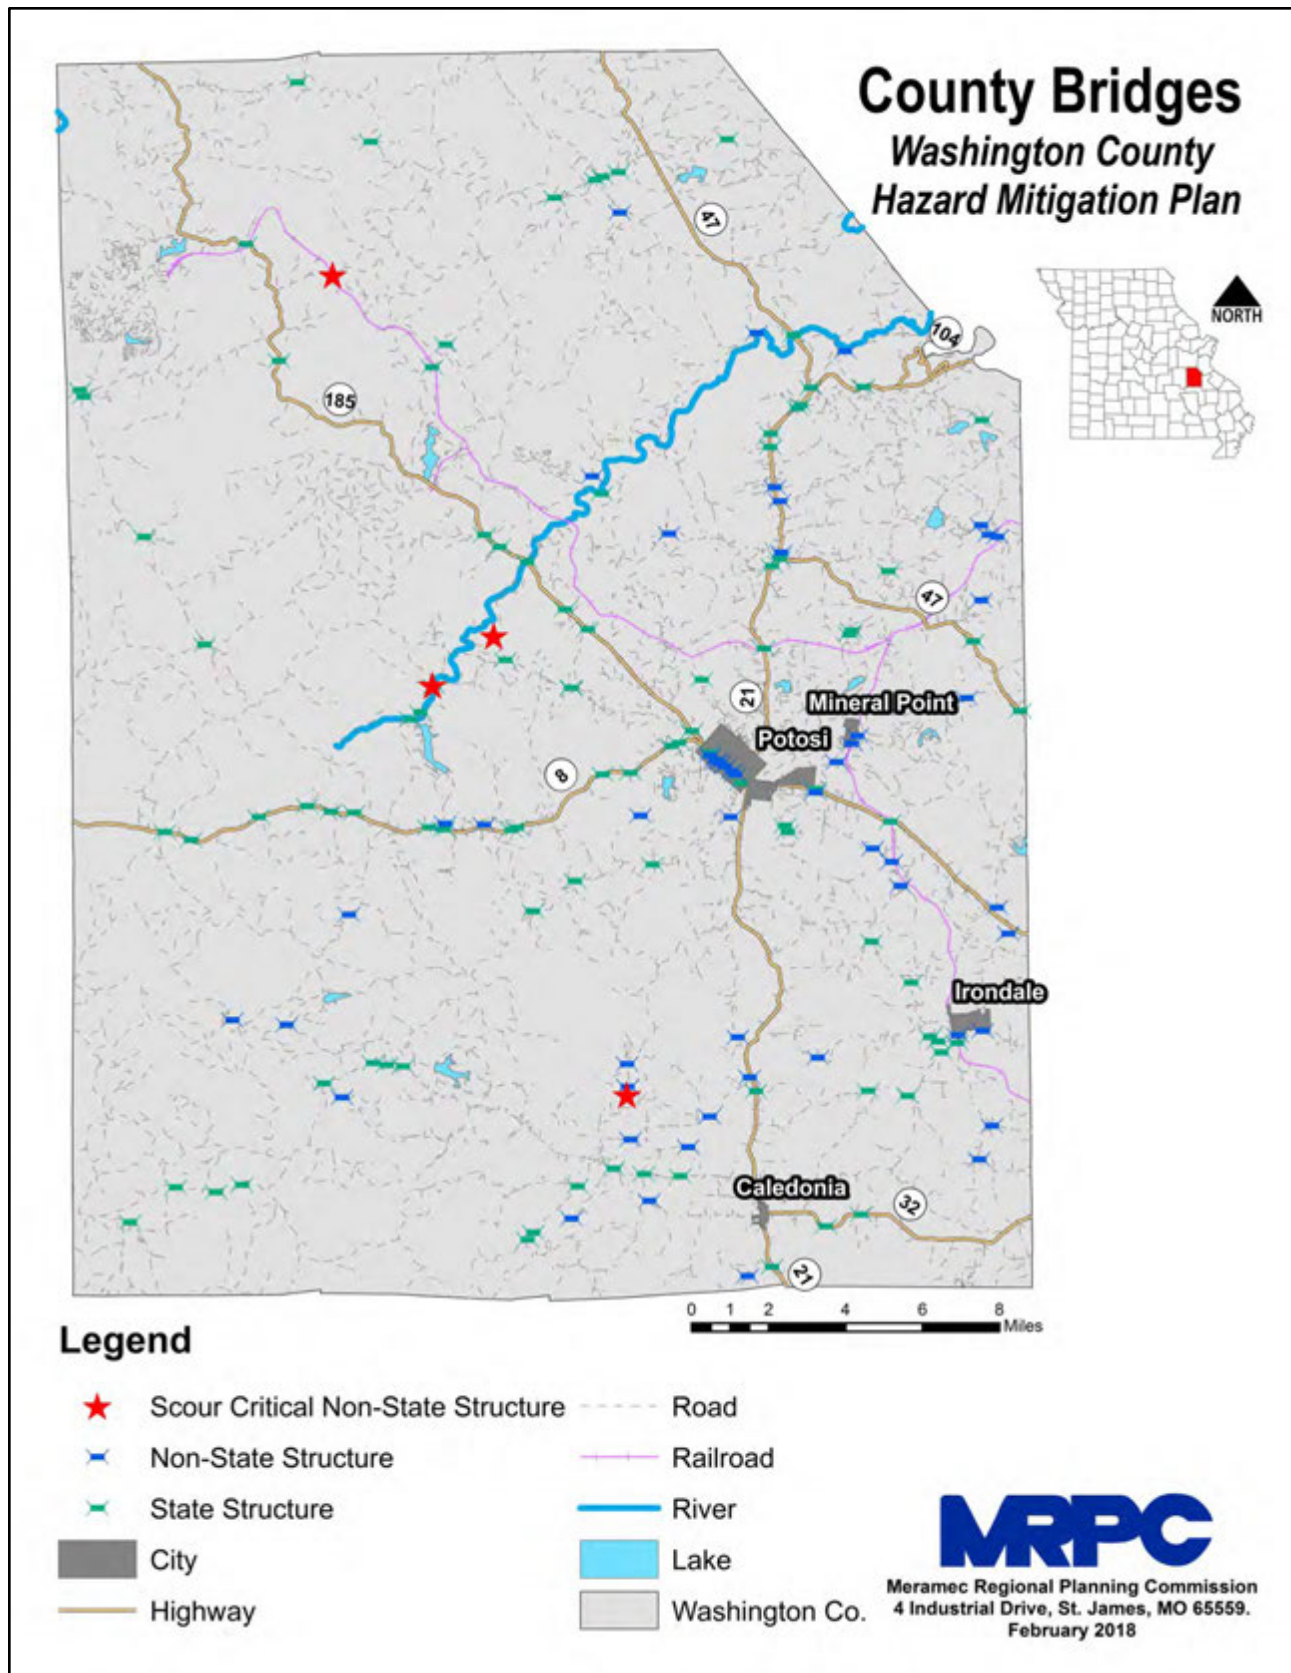 County Bridges
Washington County
Hazard Mitigation Plan
NORTH
47
104
185
47
21
Mineral Point
Potosi
8
Irondale
Caledonia
32
21
0 1 2 4 6 8
Miles
Legend
Scour Critical Non-State Structure
Non-State Structure
State Structure
City
Highway
Road
Railroad
River
Lake
Washington Co.
MRPC
Meramec Regional Planning Commission
4 Industrial Drive, St. James, MO 65559.
February 2018